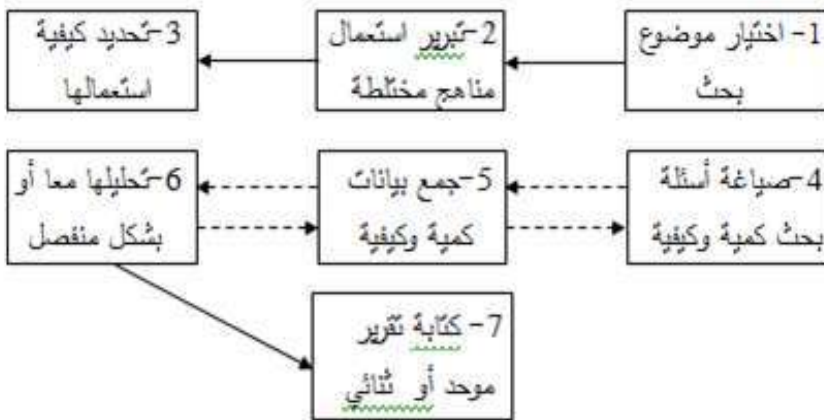 1- اختيار موضوع
بحث
2-تبرير استعمال
مناهج مختلطة
3-تحديد كيفية
استعمالها
4-صياغة أسئلة
بحث كمية وكيفية
5-جمع بيانات
كمية وكيفية
6-تحليلها معا أو
بشكل منفصل
7- كتابة تقرير
موحد أو ثنائي